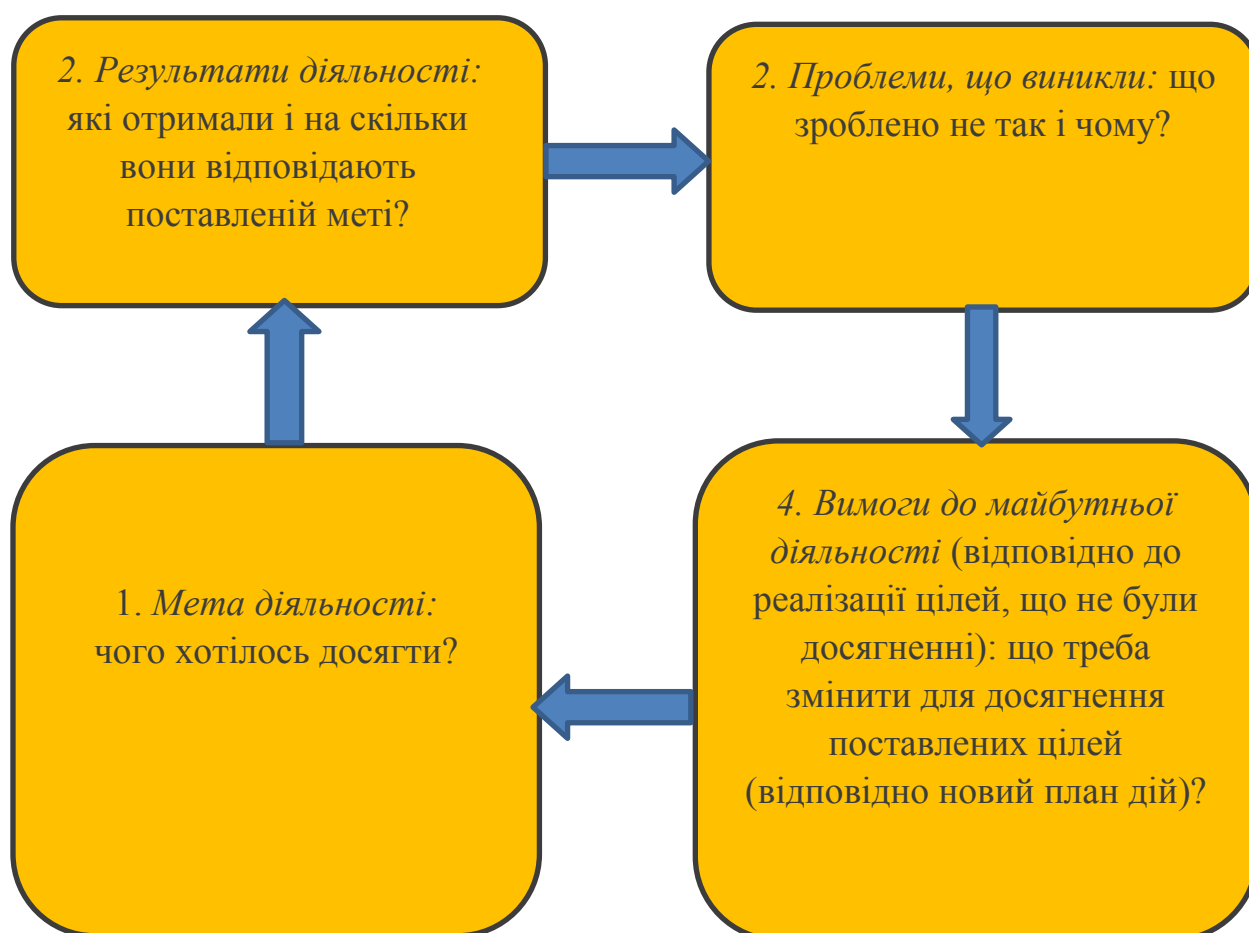 2. Результати діяльності:
які отримали і на скільки
вони відповідають
поставленій меті?
2. Проблеми, що виникли: що
зроблено не так і чому?
1. Мета діяльності:
чого хотілось досягти?
4. Вимоги до майбутньої
діяльності (відповідно до
реалізації цілей, що не були
досягненні): що треба
змінити для досягнення
поставлених цілей
(відповідно новий план дій)?